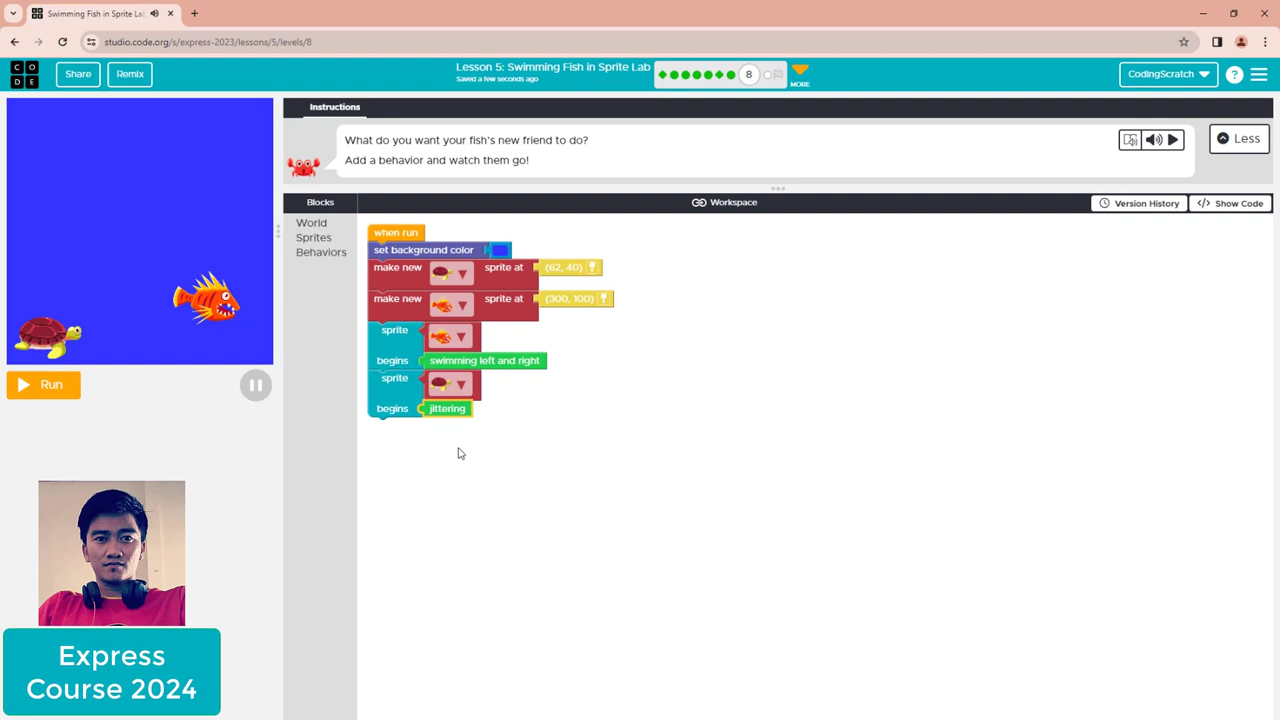 Swimming Fish in Sprite Lab
studio.code.org/s/express-2023/lessons/5/levels/8
C O
D E
Share
Remix
Lesson 5: Swimming Fish in Sprite Lab
Saved a few seconds ago
8
MORE
CodingScratch
?
Instructions
What do you want your fish's new friend to do?
Add a behavior and watch them go!
Less
Blocks
Workspace
Version History
</> Show Code
World
Sprites
Behaviors
when run
set background color
make new sprite at (62, 40)
make new sprite at (300, 100)
sprite
begins swimming left and right
sprite
begins jittering
Run
Express
Course 2024